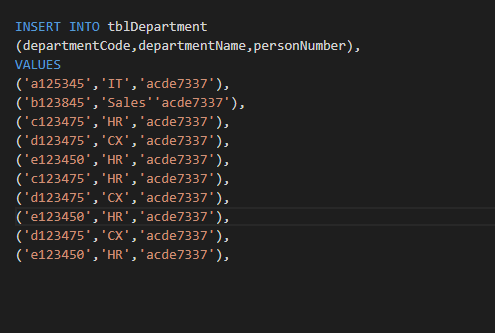 INSERT INTO tblDepartment
(departmentCode,departmentName,personNumber),
VALUES
('a125345','IT','acde7337'),
('b123845','Sales''acde7337'),
('c123475','HR','acde7337'),
('d123475','CX','acde7337'),
('e123450','HR','acde7337'),
('c123475','HR','acde7337'),
('d123475','CX','acde7337'),
('e123450','HR','acde7337'),
('d123475','CX','acde7337'),
('e123450','HR','acde7337'),